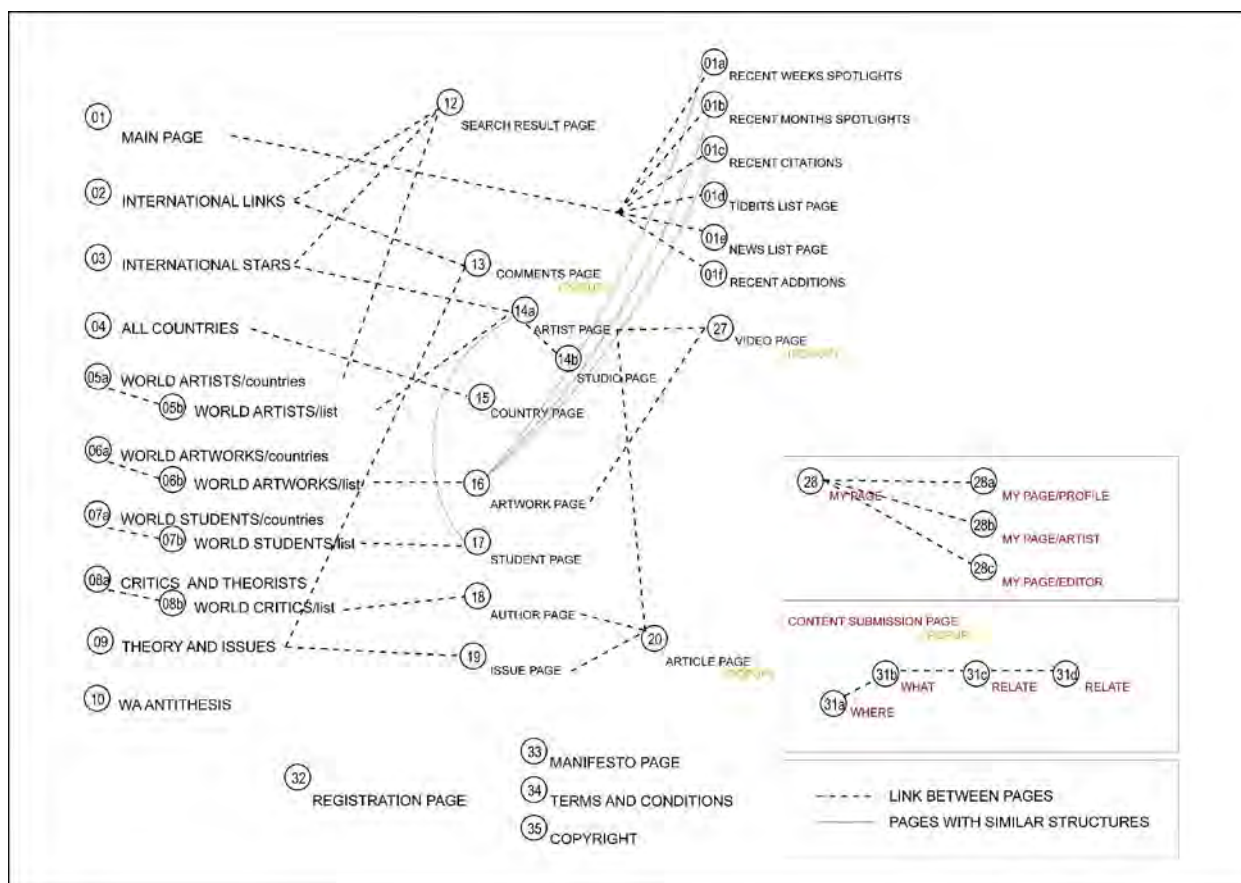 01
MAIN PAGE
02
INTERNATIONAL LINKS
03
INTERNATIONAL STARS
04
ALL COUNTRIES
05a
WORLD ARTISTS/countries
05b
WORLD ARTISTS/list
06a
WORLD ARTWORKS/countries
06b
WORLD ARTWORKS/list
07a
WORLD STUDENTS/countries
07b
WORLD STUDENTS/list
08a
CRITICS AND THEORISTS
08b
WORLD CRITICS/list
09
THEORY AND ISSUES
10
WA ANTITHESIS
12
SEARCH RESULT PAGE
13
COMMENTS PAGE
14a
ARTIST PAGE
14b
STUDIO PAGE
15
COUNTRY PAGE
16
ARTWORK PAGE
17
STUDENT PAGE
18
AUTHOR PAGE
19
ISSUE PAGE
20
ARTICLE PAGE
01a
RECENT WEEKS SPOTLIGHTS
01b
RECENT MONTHS SPOTLIGHTS
01c
RECENT CITATIONS
01d
TIDBITS LIST PAGE
01e
NEWS LIST PAGE
01f
RECENT ADDITIONS
27
VIDEO PAGE
28
MY PAGE
28a
MY PAGE/PROFILE
28b
MY PAGE/ARTIST
28c
MY PAGE/EDITOR
CONTENT SUBMISSION PAGE
POPUP
31a
WHERE
31b
WHAT
31c
RELATE
31d
RELATE
32
REGISTRATION PAGE
33
MANIFESTO PAGE
34
TERMS AND CONDITIONS
35
COPYRIGHT
LINK BETWEEN PAGES
PAGES WITH SIMILAR STRUCTURES